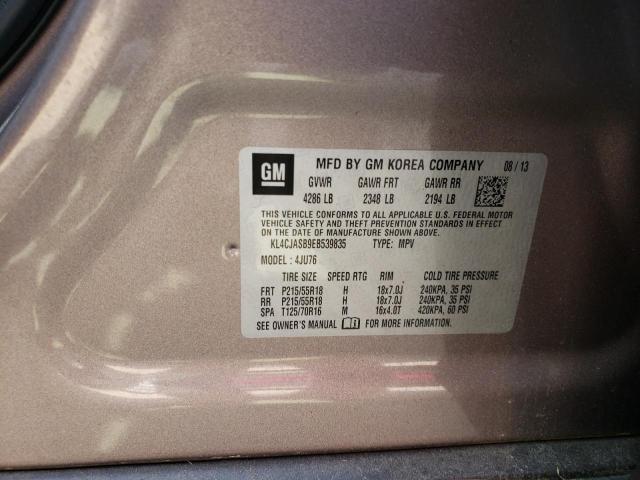 GM MFD BY GM KOREA COMPANY 08 / 13
GVWR GAWR FRT GAWR RR
4286 LB 2348 LB 2194 LB
THIS VEHICLE CONFORMS TO ALL APPLICABLE U.S. FEDERAL MOTOR
VEHICLE SAFETY AND THEFT PREVENTION STANDARDS IN EFFECT ON THE
DATE OF MANUFACTURE SHOWN ABOVE.
KL4CJASB9EB539835 TYPE: MPV
MODEL : 4JU76
TIRE SIZE SPEED RTG RIM COLD TIRE PRESSURE
FRT P215/55R18 H 18x7.0J 240KPA, 35 PSI
RR P215/55R18 H 18x7.0J 240KPA, 35 PSI
SPA T125/70R16 M 16x4.0T 420KPA, 60 PSI
SEE OWNER'S MANUAL FOR MORE INFORMATION.